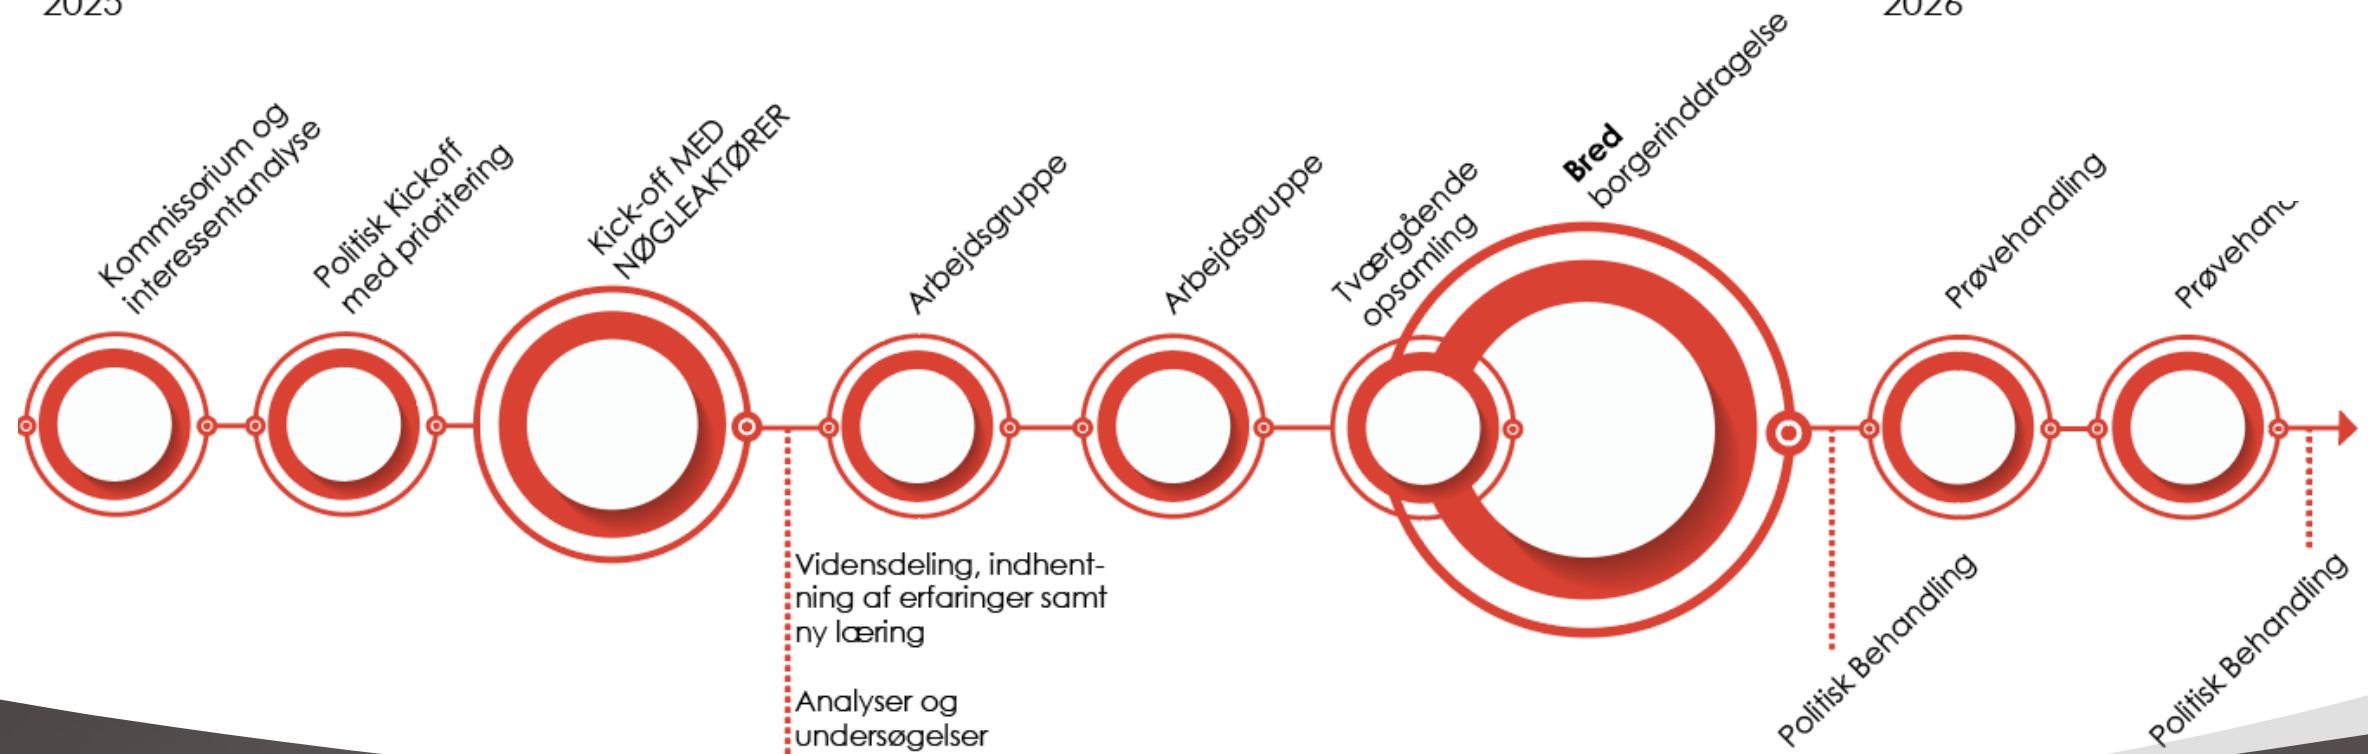 2025
2026
Kommissorium og
interessentanalyse
Politisk Kickoff
med prioritering
Kick-off MED
NØGLEAKTØRER
Arbejdsgruppe
Arbejdsgruppe
Tværgående
opsamling
Bred
borgerinddragelse
Prøvehandling
Vidensdeling, indhent-
ning af erfaringer samt
ny læring
Analyser og
undersøgelser
Politisk Behandling
Politisk Behandling